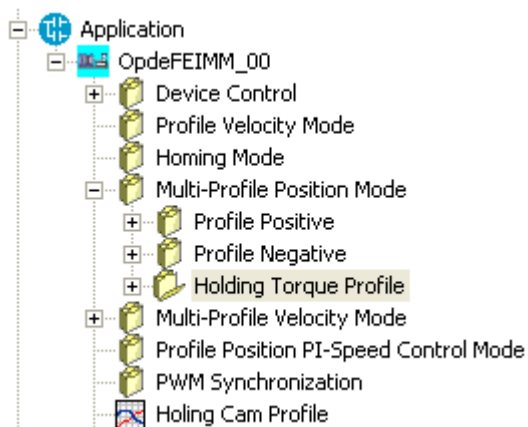 Application
OpdeFEIMM_00
Device Control
Profile Velocity Mode
Homing Mode
Multi-Profile Position Mode
Profile Positive
Profile Negative
Holding Torque Profile
Multi-Profile Velocity Mode
Profile Position PI-Speed Control Mode
PWM Synchronization
Holing Cam Profile